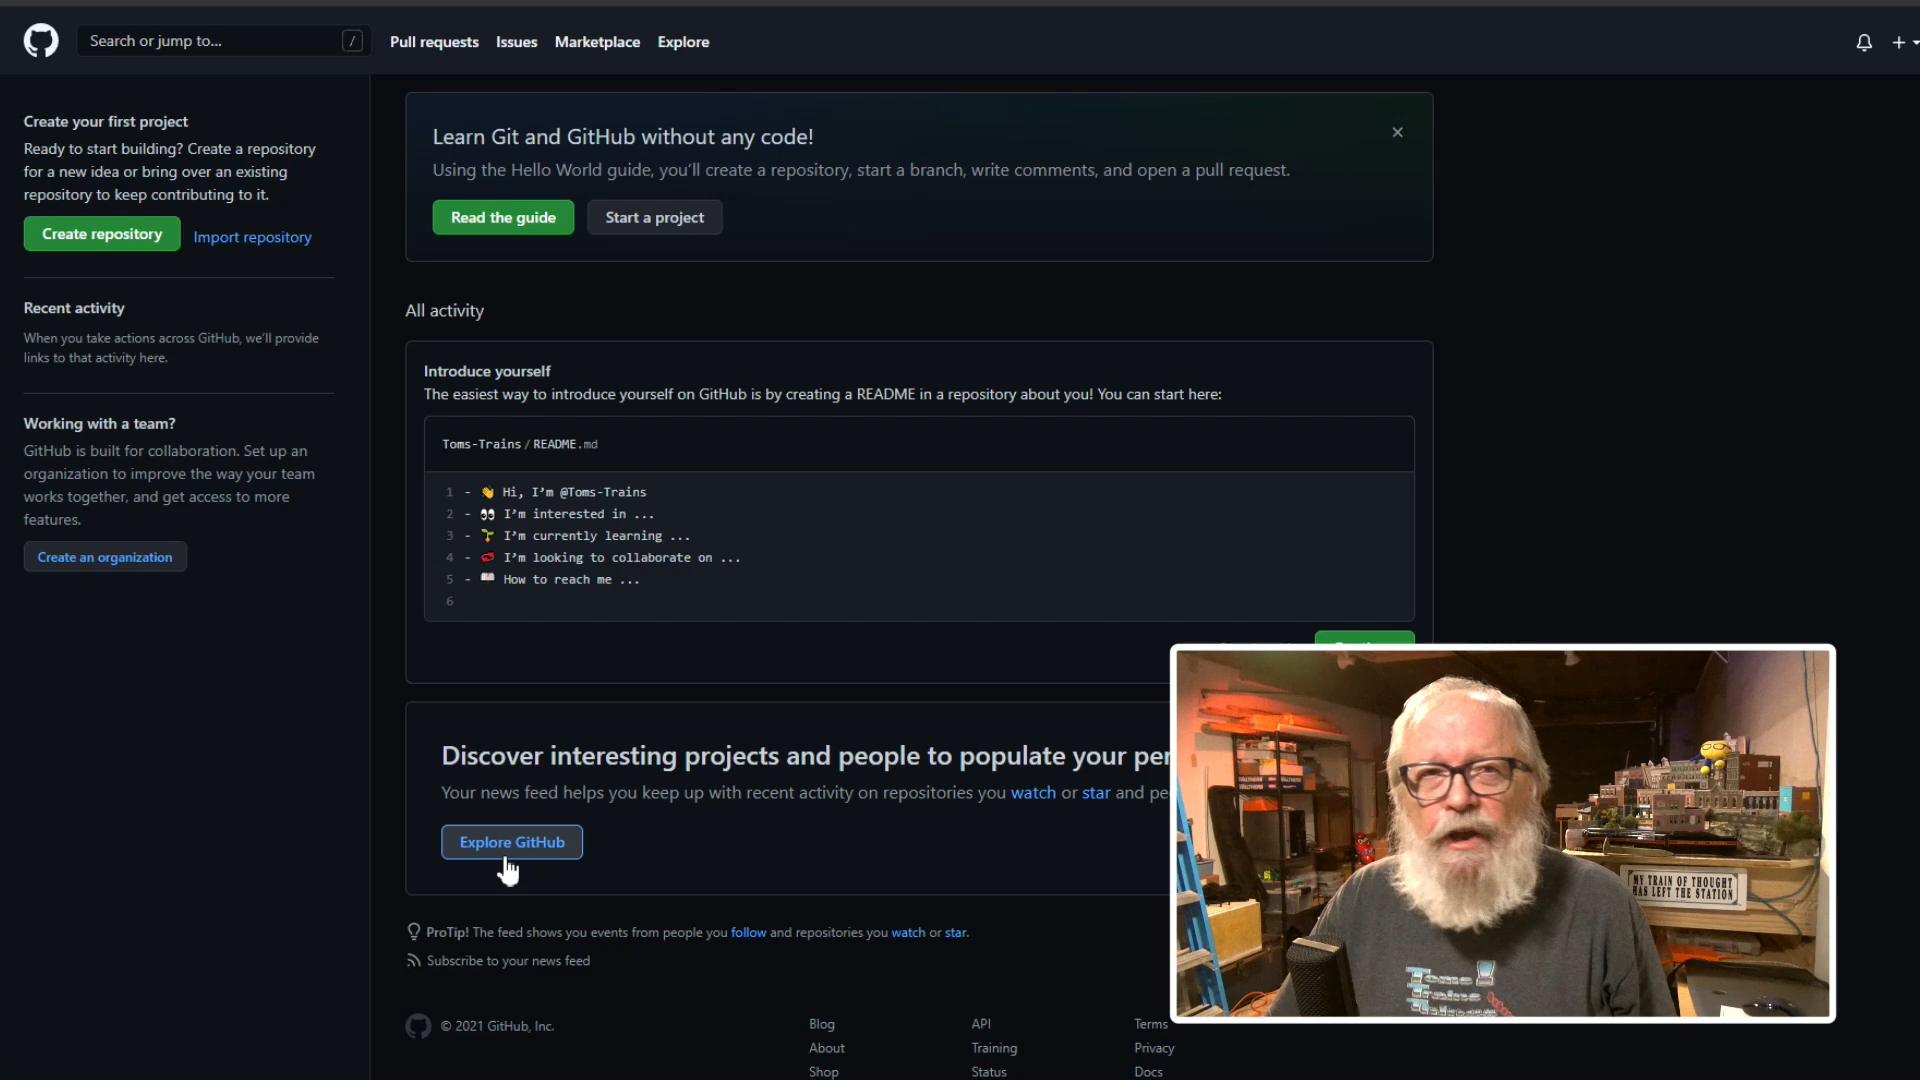 Search or jump to... /
Pull requests Issues Marketplace Explore
Create your first project
Ready to start building? Create a repository
for a new idea or bring over an existing
repository to keep contributing to it.
Create repository Import repository
Recent activity
When you take actions across GitHub, we'll provide
links to that activity here.
Working with a team?
GitHub is built for collaboration. Set up an
organization to improve the way your team
works together, and get access to more
features.
Create an organization
Learn Git and GitHub without any code!
Using the Hello World guide, you'll create a repository, start a branch, write comments, and open a pull request.
Read the guide Start a project
All activity
Introduce yourself
The easiest way to introduce yourself on GitHub is by creating a README in a repository about you! You can start here:
Toms-Trains / README.md
1 - 👋 Hi, I'm @Toms-Trains
2 - 👀 I'm interested in ...
3 - 🌱 I'm currently learning ...
4 - 💞️ I'm looking to collaborate on ...
5 - 📫 How to reach me ...
6
Discover interesting projects and people to populate your per
Your news feed helps you keep up with recent activity on repositories you watch or star and pe
Explore GitHub
ProTip! The feed shows you events from people you follow and repositories you watch or star.
Subscribe to your news feed
© 2021 GitHub, Inc.
Blog
About
Shop
API
Training
Status
Terms
Privacy
Docs
MY TRAIN OF THOUGHT
HAS LEFT THE STATION
Toms
Trains